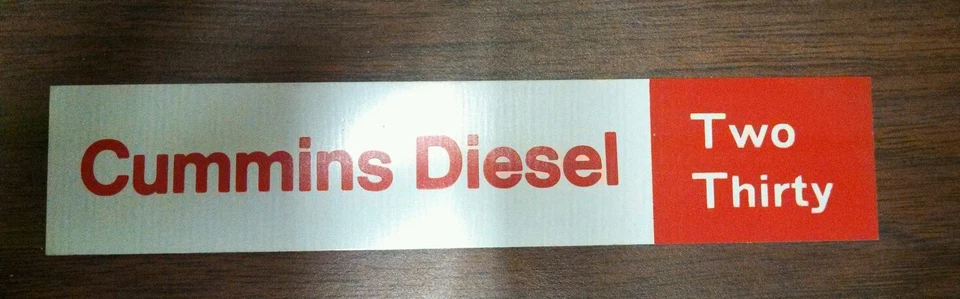 Cummins Diesel
Two
Thirty